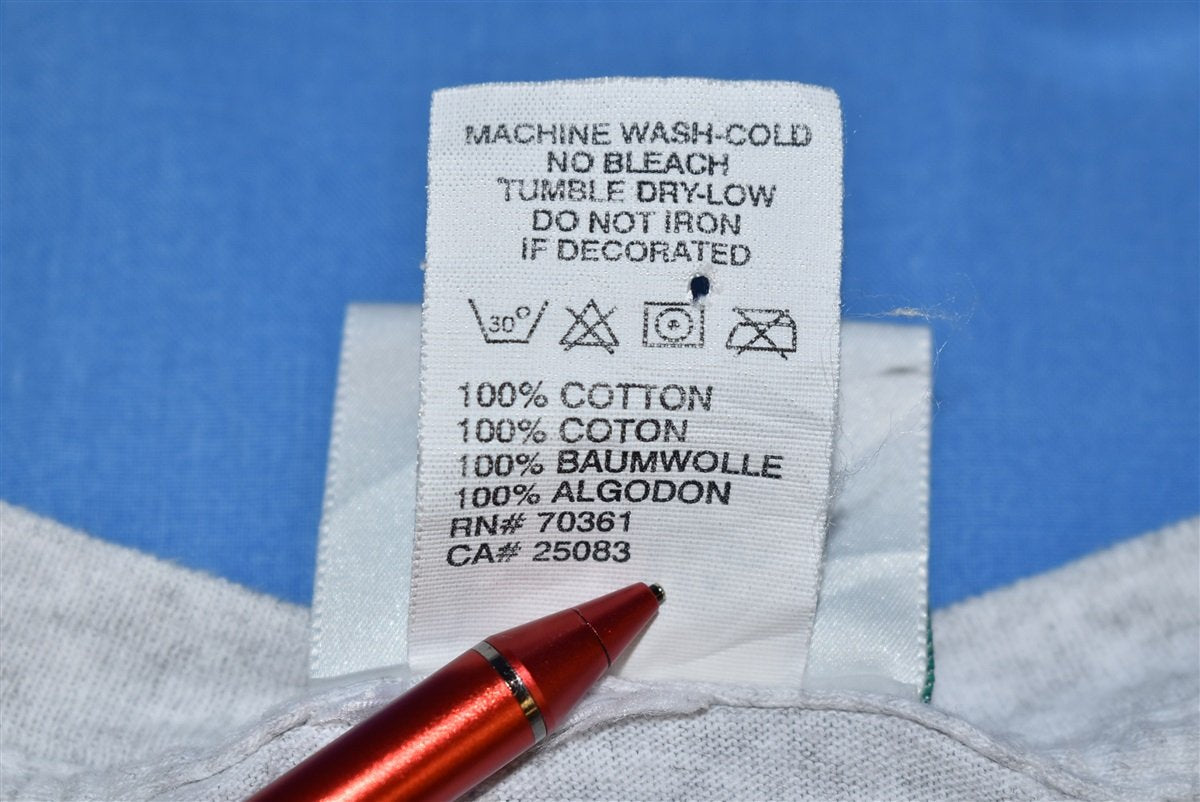 MACHINE WASH-COLD
NO BLEACH
TUMBLE DRY-LOW
DO NOT IRON
IF DECORATED
30°
100% COTTON
100% COTON
100% BAUMWOLLE
100% ALGODON
RN# 70361
CA# 25083